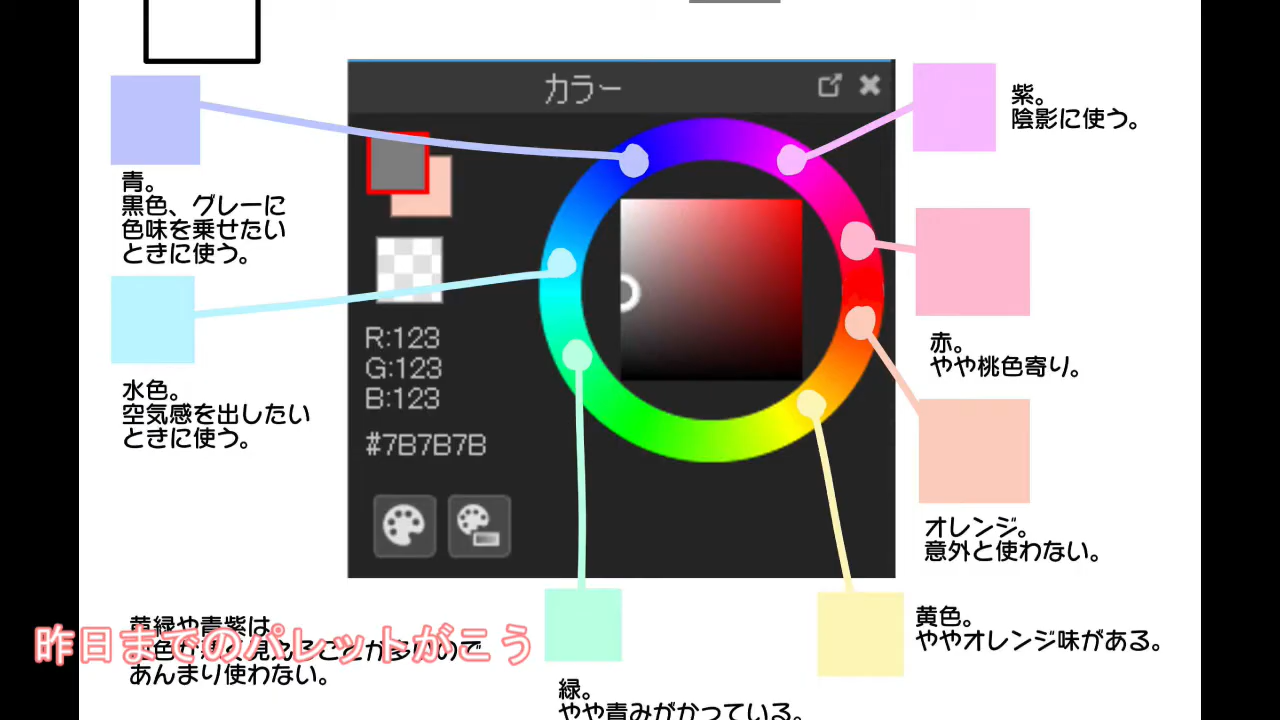 カラー
紫。
陰影に使う。
青。
黒色、グレーに
色味を乗せたい
ときに使う。
赤。
やや桃色寄り。
R:123
G:123
B:123
#7B7B7B
水色。
空気感を出したい
ときに使う。
オレンジ。
意外と使わない。
黄色。
ややオレンジ味がある。
黄緑や青紫は
昨日までのパレットがこう
あんまり使わない。
緑。
やや青みがかっている。